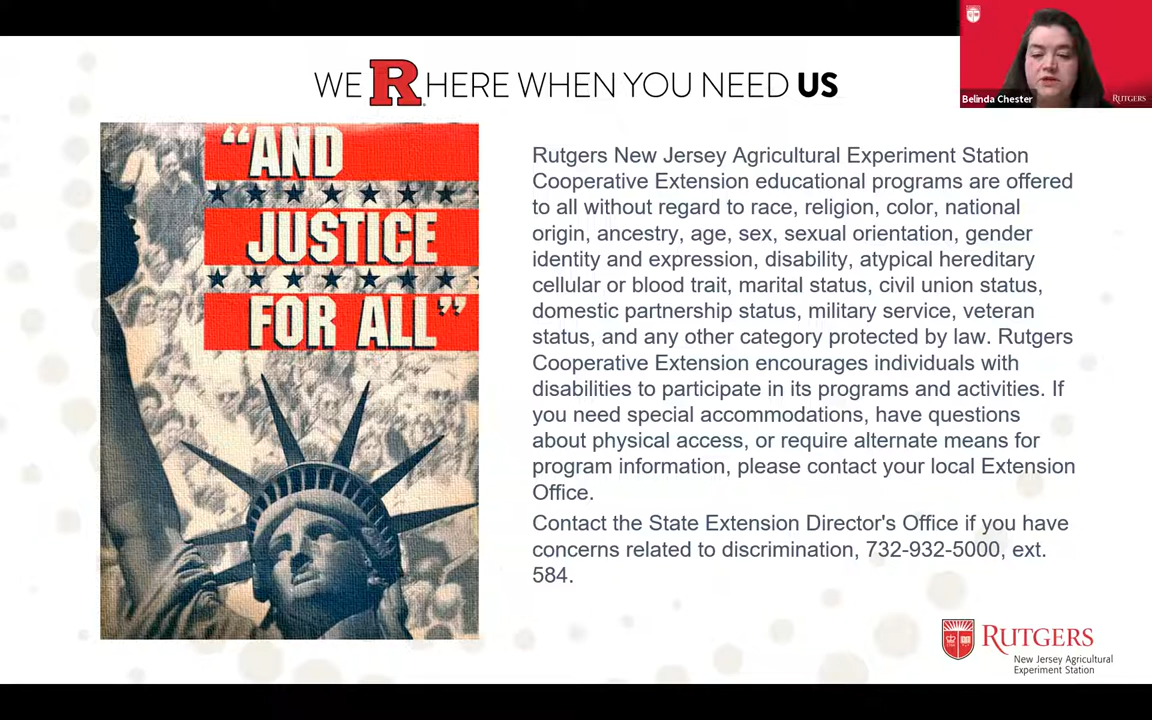 WE R HERE WHEN YOU NEED US
Belinda Chester
RUTGERS
"AND
JUSTICE
FOR ALL"
Rutgers New Jersey Agricultural Experiment Station
Cooperative Extension educational programs are offered
to all without regard to race, religion, color, national
origin, ancestry, age, sex, sexual orientation, gender
identity and expression, disability, atypical hereditary
cellular or blood trait, marital status, civil union status,
domestic partnership status, military service, veteran
status, and any other category protected by law. Rutgers
Cooperative Extension encourages individuals with
disabilities to participate in its programs and activities. If
you need special accommodations, have questions
about physical access, or require alternate means for
program information, please contact your local Extension
Office.
Contact the State Extension Director's Office if you have
concerns related to discrimination, 732-932-5000, ext.
584.
RUTGERS
New Jersey Agricultural
Experiment Station